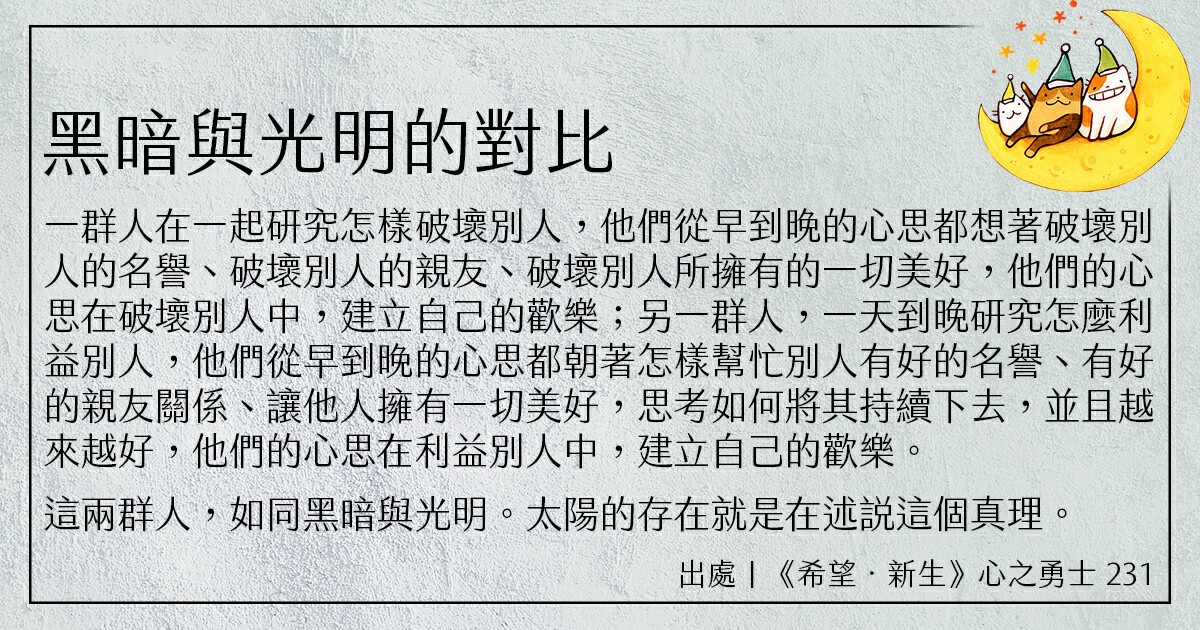 黑暗與光明的對比
一群人在一起研究怎樣破壞別人，他們從早到晚的心思都想著破壞別
人的名譽、破壞別人的親友、破壞別人所擁有的一切美好，他們的心
思在破壞別人中，建立自己的歡樂；另一群人，一天到晚研究怎麼利
益別人，他們從早到晚的心思都朝著怎樣幫忙別人有好的名譽、有好
的親友關係、讓他人擁有一切美好，思考如何將其持續下去，並且越
來越好，他們的心思在利益別人中，建立自己的歡樂。
這兩群人，如同黑暗與光明。太陽的存在就是在述説這個真理。
出處 | 《希望．新生》心之勇士 231